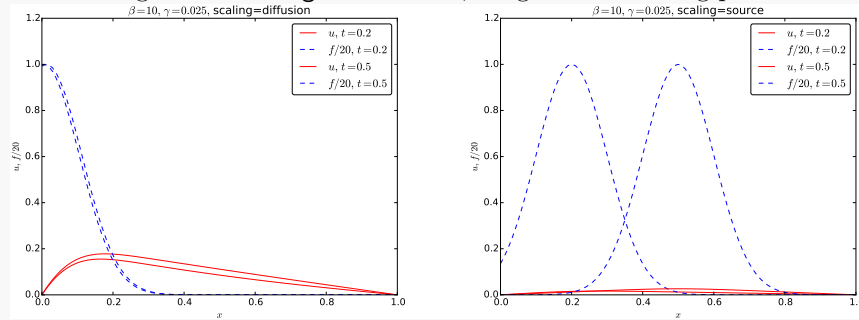 β=10, γ=0.025, scaling=diffusion
1.2
1.0
0.8
0.6
0.4
0.2
0.0
u, f/20
u, t=0.2
f/20, t=0.2
u, t=0.5
f/20, t=0.5
0.0 0.2 0.4 0.6 0.8 1.0
x
β=10, γ=0.025, scaling=source
1.2
1.0
0.8
0.6
0.4
0.2
0.0
u, f/20
u, t=0.2
f/20, t=0.2
u, t=0.5
f/20, t=0.5
0.0 0.2 0.4 0.6 0.8 1.0
x